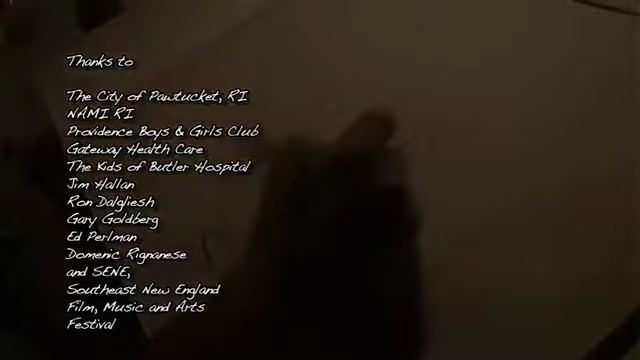 Thanks to
The City of Pawtucket, RI
NAMI RI
Providence Boys & Girls Club
Gateway Health Care
The Kids of Butler Hospital
Jim Hallan
Ron Dalgliesh
Gary Goldberg
Ed Perlman
Domenic Rignanese
and SENE,
Southeast New England
Film, Music and Arts
Festival